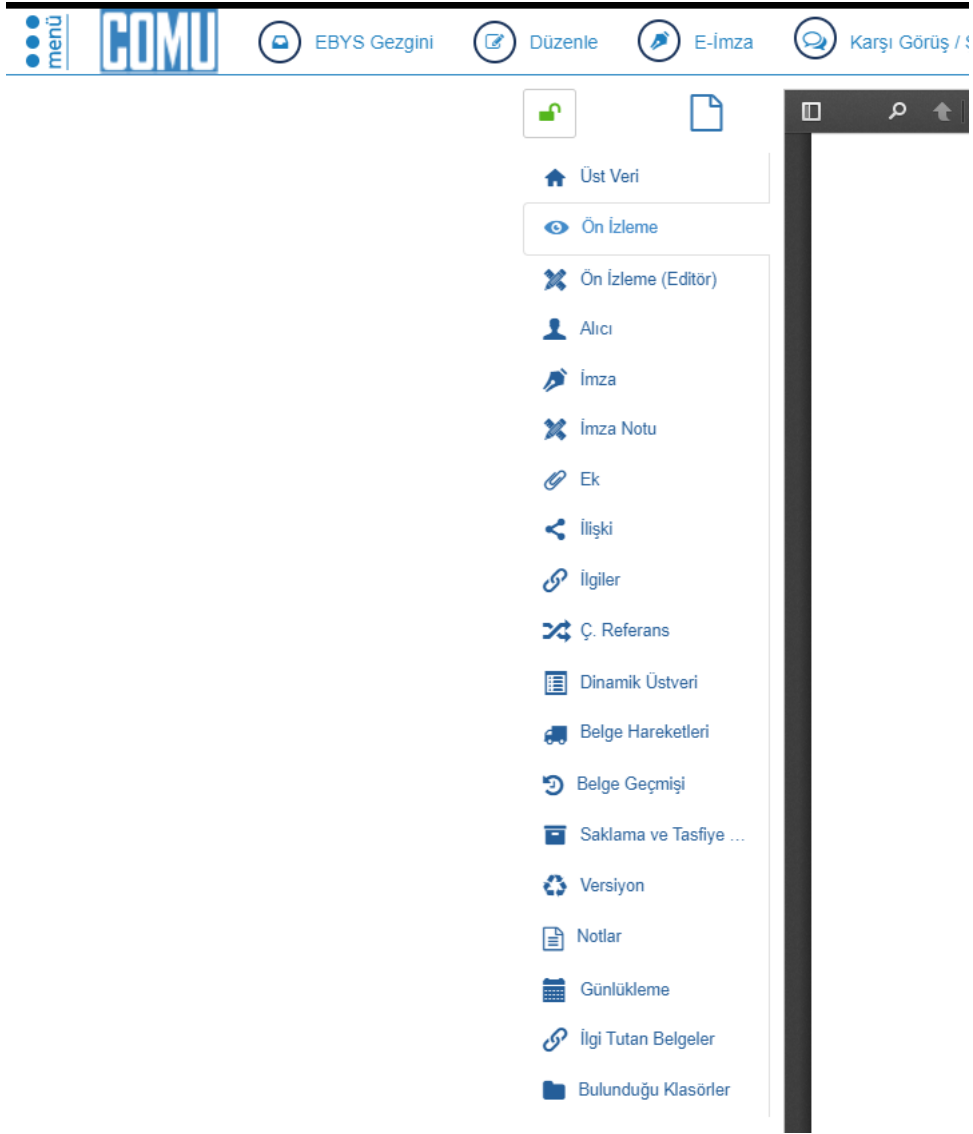 menü
COMU
EBYS Gezgini
Düzenle
E-İmza
Karşı Görüş /
Üst Veri
Ön İzleme
Ön İzleme (Editör)
Alıcı
İmza
İmza Notu
Ek
İlişki
İlgiler
Ç. Referans
Dinamik Üstveri
Belge Hareketleri
Belge Geçmişi
Saklama ve Tasfiye ...
Versiyon
Notlar
Günlükleme
İlgi Tutan Belgeler
Bulunduğu Klasörler